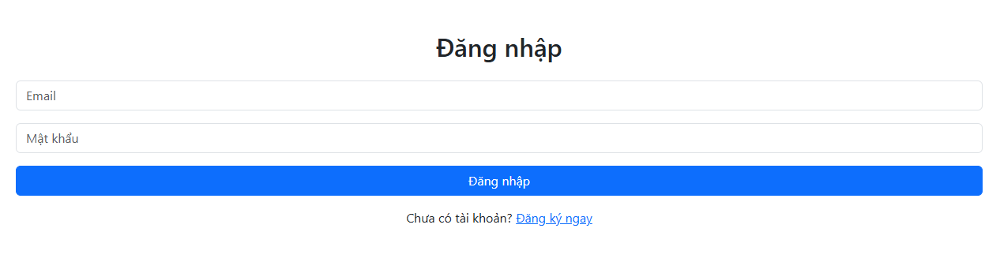 Đăng nhập
Email
Mật khẩu
Đăng nhập
Chưa có tài khoản? Đăng ký ngay